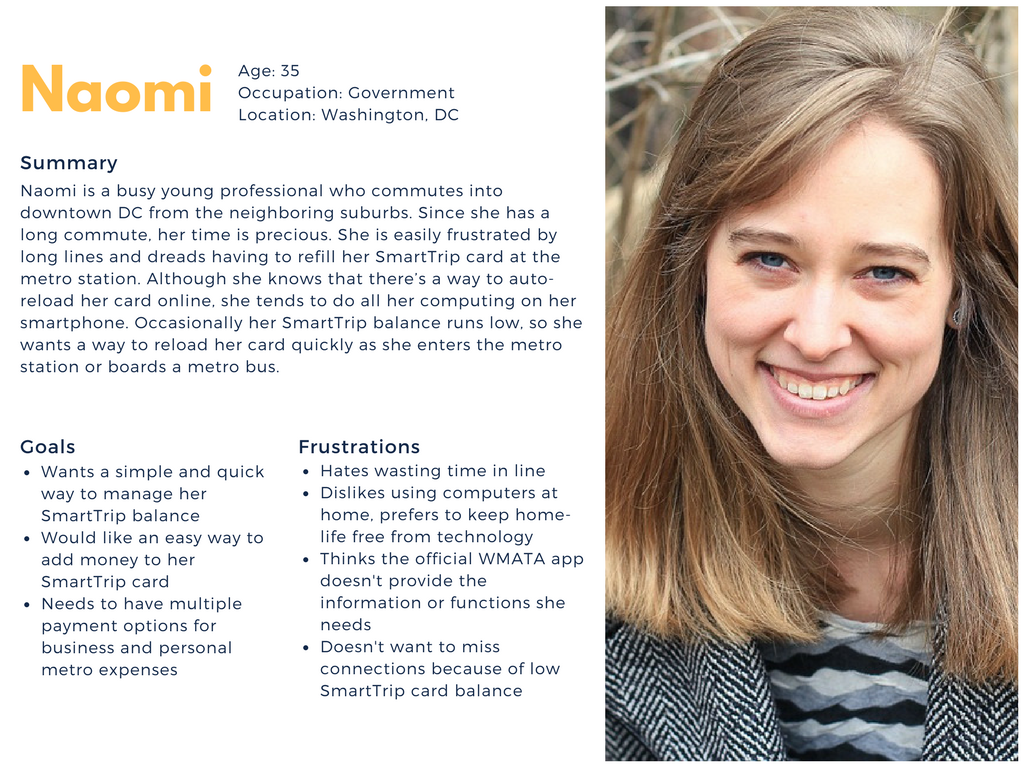 Naomi
Age: 35
Occupation: Government
Location: Washington, DC
Summary
Naomi is a busy young professional who commutes into
downtown DC from the neighboring suburbs. Since she has a
long commute, her time is precious. She is easily frustrated by
long lines and dreads having to refill her SmartTrip card at the
metro station. Although she knows that there’s a way to auto-
reload her card online, she tends to do all her computing on her
smartphone. Occasionally her SmartTrip balance runs low, so she
wants a way to reload her card quickly as she enters the metro
station or boards a metro bus.
Goals
• Wants a simple and quick
way to manage her
SmartTrip balance
• Would like an easy way to
add money to her
SmartTrip card
• Needs to have multiple
payment options for
business and personal
metro expenses
Frustrations
• Hates wasting time in line
• Dislikes using computers at
home, prefers to keep home-
life free from technology
• Thinks the official WMATA app
doesn't provide the
information or functions she
needs
• Doesn't want to miss
connections because of low
SmartTrip card balance